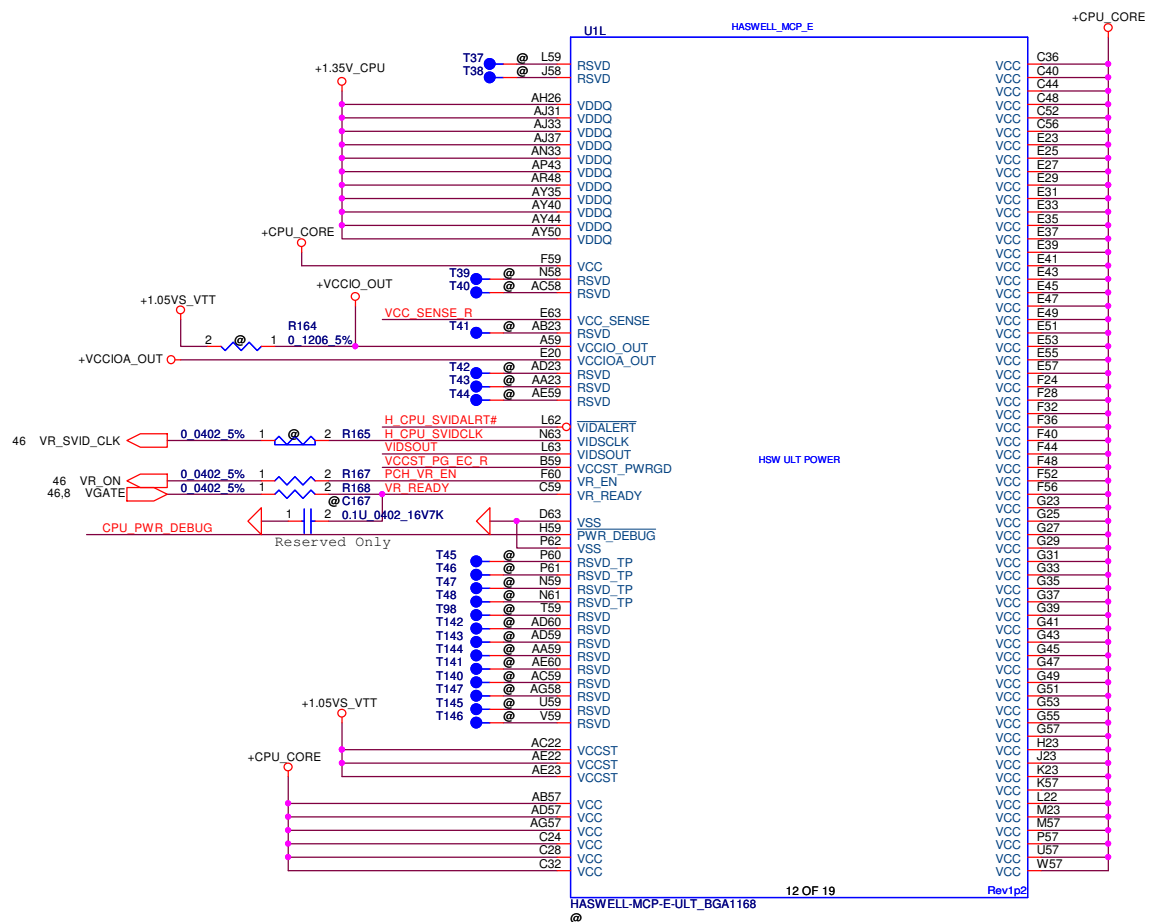 U1L HASWELL_MCP_E
+CPU_CORE
T37 @ L59 RSVD
T38 @ J58 RSVD
+1.35V_CPU
AH26 VDDQ
AJ31 VDDQ
AJ33 VDDQ
AJ37 VDDQ
AN33 VDDQ
AP43 VDDQ
AR48 VDDQ
AY35 VDDQ
AY40 VDDQ
AY44 VDDQ
AY50 VDDQ
+CPU_CORE
F59 VCC
T39 @ N58 RSVD
T40 @ AC58 RSVD
+VCCIO_OUT
+1.05VS_VTT
VCC_SENSE_R E63 VCC_SENSE
T41 @ AB23 RSVD
R164
2 @ 1 0_1206_5% A59 VCCIO_OUT
+VCCIOA_OUT E20 VCCIOA_OUT
T42 AD23 RSVD
T43 AA23 RSVD
T44 AE59 RSVD
H_CPU_SVIDALRT# L62 VIDALERT
46 VR_SVID_CLK 0_0402_5% 1 @ 2 R165 H_CPU_SVIDCLK N63 VIDSCLK
VIDSOUT L63 VIDSOUT
VCCST_PG_EC_R B59 VCCST_PWRGD
46 VR_ON 0_0402_5% 1 2 R167 PCH_VR_EN F60 VR_EN
46,8 VGATE 0_0402_5% 1 2 R168 VR_READY C59 VR_READY
@ C167
1 2 0.1U_0402_16V7K
D63 VSS
CPU_PWR_DEBUG H59 PWR_DEBUG
Reserved Only
P62 VSS
T45 @ P60 RSVD_TP
T46 @ P61 RSVD_TP
T47 @ N59 RSVD_TP
T48 @ N61 RSVD_TP
T98 @ T59 RSVD
T142 @ AD60 RSVD
T143 @ AD59 RSVD
T144 @ AA59 RSVD
T141 @ AE60 RSVD
T140 @ AC59 RSVD
T147 @ AG58 RSVD
T145 @ U59 RSVD
T146 @ V59 RSVD
+1.05VS_VTT
AC22 VCCST
AE22 VCCST
AE23 VCCST
+CPU_CORE
AB57 VCC
AD57 VCC
AG57 VCC
C24 VCC
C28 VCC
C32 VCC
HSW ULT POWER
VCC C36
VCC C40
VCC C44
VCC C48
VCC C52
VCC C56
VCC E23
VCC E25
VCC E27
VCC E29
VCC E31
VCC E33
VCC E35
VCC E37
VCC E39
VCC E41
VCC E43
VCC E45
VCC E47
VCC E49
VCC E51
VCC E53
VCC E55
VCC E57
VCC F24
VCC F28
VCC F32
VCC F36
VCC F40
VCC F44
VCC F48
VCC F52
VCC F56
VCC G23
VCC G25
VCC G27
VCC G29
VCC G31
VCC G33
VCC G35
VCC G37
VCC G39
VCC G41
VCC G43
VCC G45
VCC G47
VCC G49
VCC G51
VCC G53
VCC G55
VCC G57
VCC H23
VCC J23
VCC K23
VCC K57
VCC L22
VCC M23
VCC M57
VCC P57
VCC U57
VCC W57
12 OF 19
Rev1p2
HASWELL-MCP-E-ULT_BGA1168
@